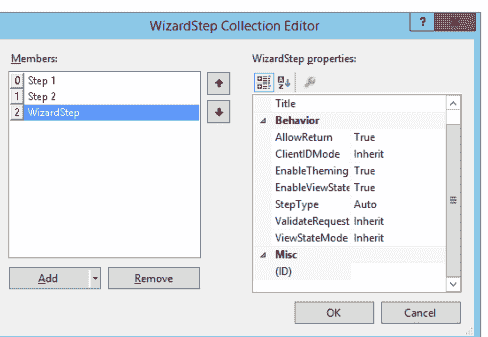 WizardStep Collection Editor ?
Members:
0 Step 1
1 Step 2
2 WizardStep
Add
Remove
WizardStep properties:
Title
Behavior
AllowReturn True
ClientIDMode Inherit
EnableTheming True
EnableViewState True
StepType Auto
ValidateRequest Inherit
ViewStateMode Inherit
Misc
(ID)
OK Cancel